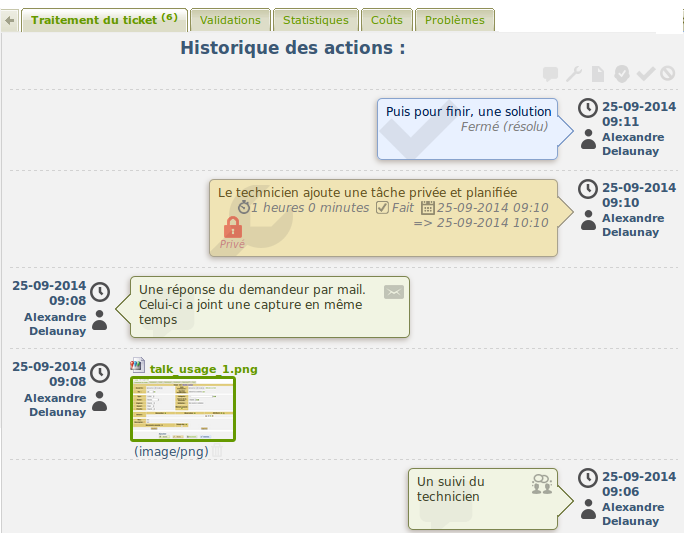 Traitement du ticket (6)
Validations
Statistiques
Coûts
Problèmes
Historique des actions :
Puis pour finir, une solution
Fermé (résolu)
25-09-2014
09:11
Alexandre
Delaunay
Le technicien ajoute une tâche privée et planifiée
1 heures 0 minutes Fait 25-09-2014 09:10
=> 25-09-2014 10:10
Privé
25-09-2014
09:10
Alexandre
Delaunay
25-09-2014
09:08
Alexandre
Delaunay
Une réponse du demandeur par mail.
Celui-ci a joint une capture en même
temps
25-09-2014
09:08
Alexandre
Delaunay
talk_usage_1.png
(image/png)
Un suivi du
technicien
25-09-2014
09:06
Alexandre
Delaunay